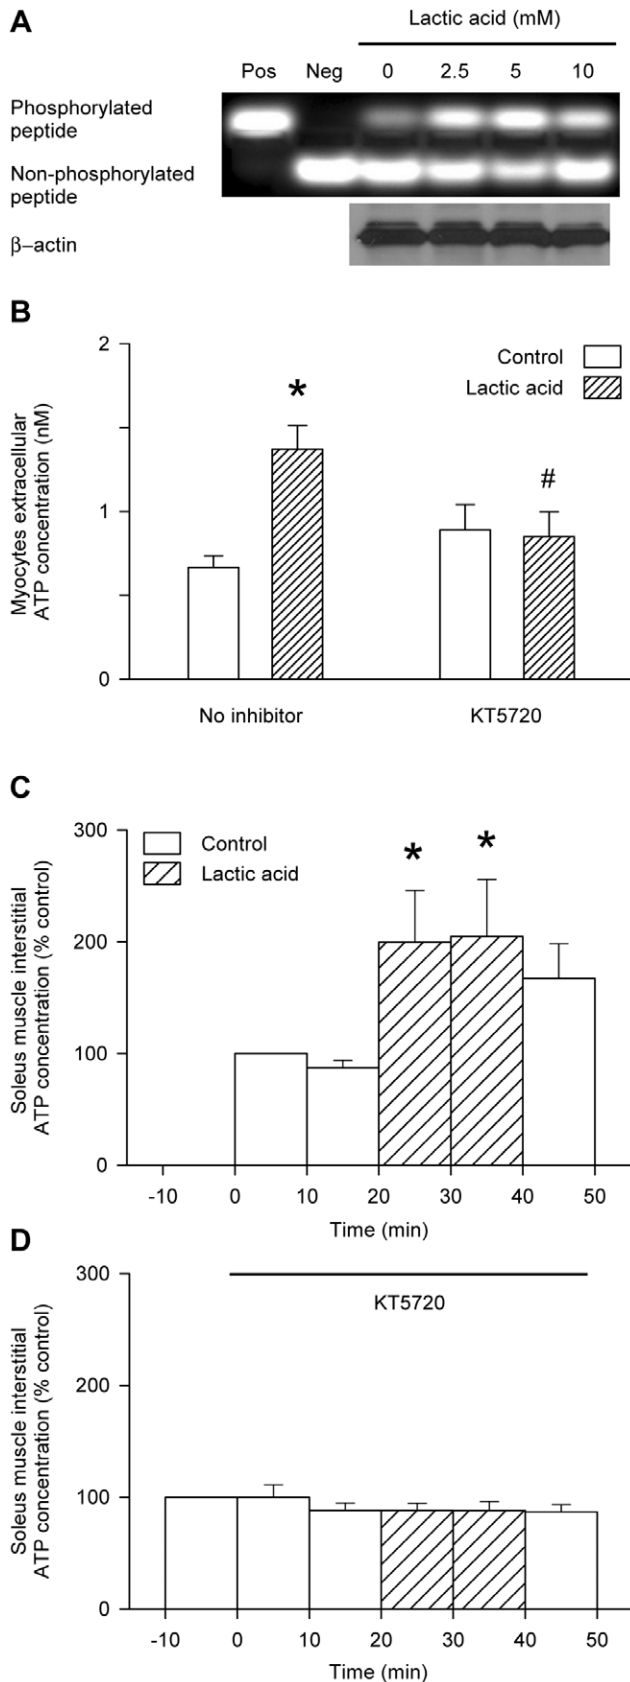 A
Lactic acid (mM)
Pos Neg 0 2.5 5 10
Phosphorylated
peptide
Non-phosphorylated
peptide
β–actin
B
Myocytes extracellular
ATP concentration (nM)
2
1
0
Control
Lactic acid
*
#
No inhibitor KT5720
C
Soleus muscle interstitial
ATP concentration (% control)
300
200
100
0
Control
Lactic acid
* *
-10 0 10 20 30 40 50
Time (min)
D
Soleus muscle interstitial
ATP concentration (% control)
300
200
100
0
KT5720
-10 0 10 20 30 40 50
Time (min)